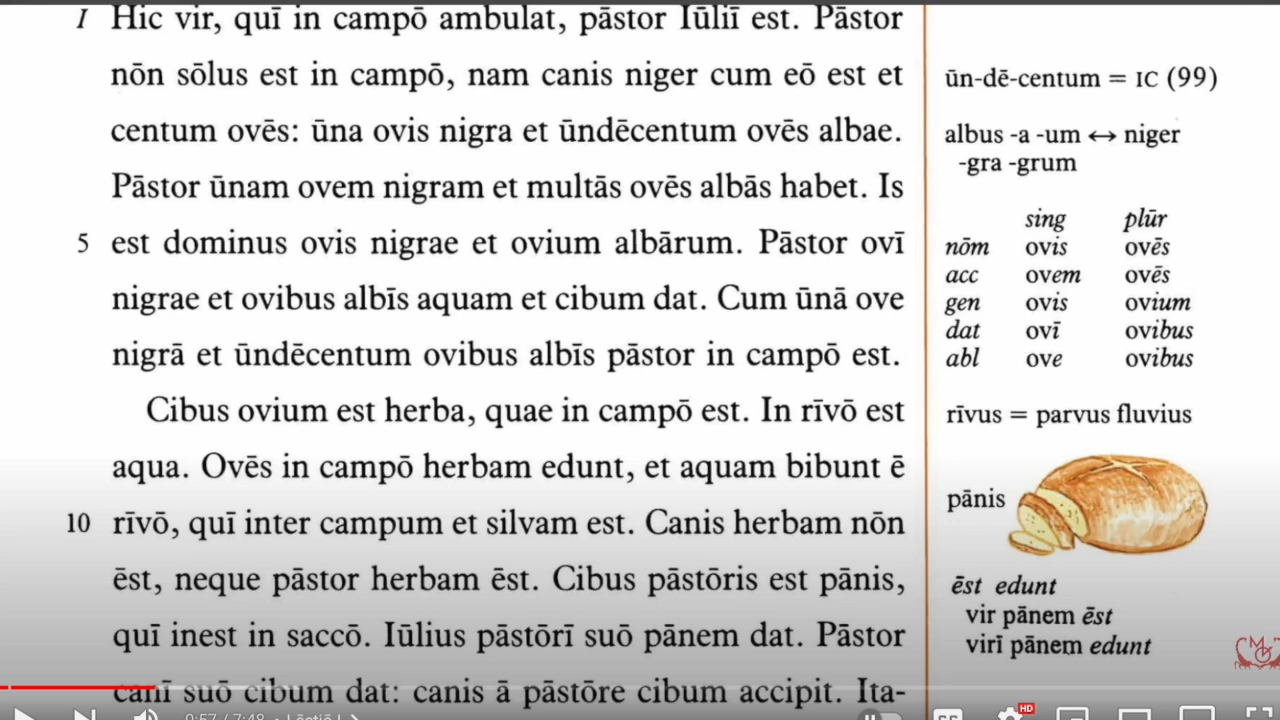 I Hic vir, quī in campō ambulat, pāstor Iūliī est. Pāstor
nōn sōlus est in campō, nam canis niger cum eō est et
centum ovēs: ūna ovis nigra et ūndēcentum ovēs albae.
Pāstor ūnam ovem nigram et multās ovēs albās habet. Is
5 est dominus ovis nigrae et ovium albārum. Pāstor ovī
nigrae et ovibus albīs aquam et cibum dat. Cum ūnā ove
nigrā et ūndēcentum ovibus albīs pāstor in campō est.
Cibus ovium est herba, quae in campō est. In rīvō est
aqua. Ovēs in campō herbam edunt, et aquam bibunt ē
10 rīvō, quī inter campum et silvam est. Canis herbam nōn
ēst, neque pāstor herbam ēst. Cibus pāstōris est pānis,
quī inest in saccō. Iūlius pāstōrī suō pānem dat. Pāstor
canī suō cibum dat: canis ā pāstōre cibum accipit. Ita-
ūn-dē-centum = IC (99)
albus -a -um ↔ niger
-gra -grum
sing plūr
nōm ovis ovēs
acc ovem ovēs
gen ovis ovium
dat ovī ovibus
abl ove ovibus
rīvus = parvus fluvius
pānis
ēst edunt
vir pānem ēst
virī pānem edunt
0:57 / 7:48 • Lēctiō I
HD